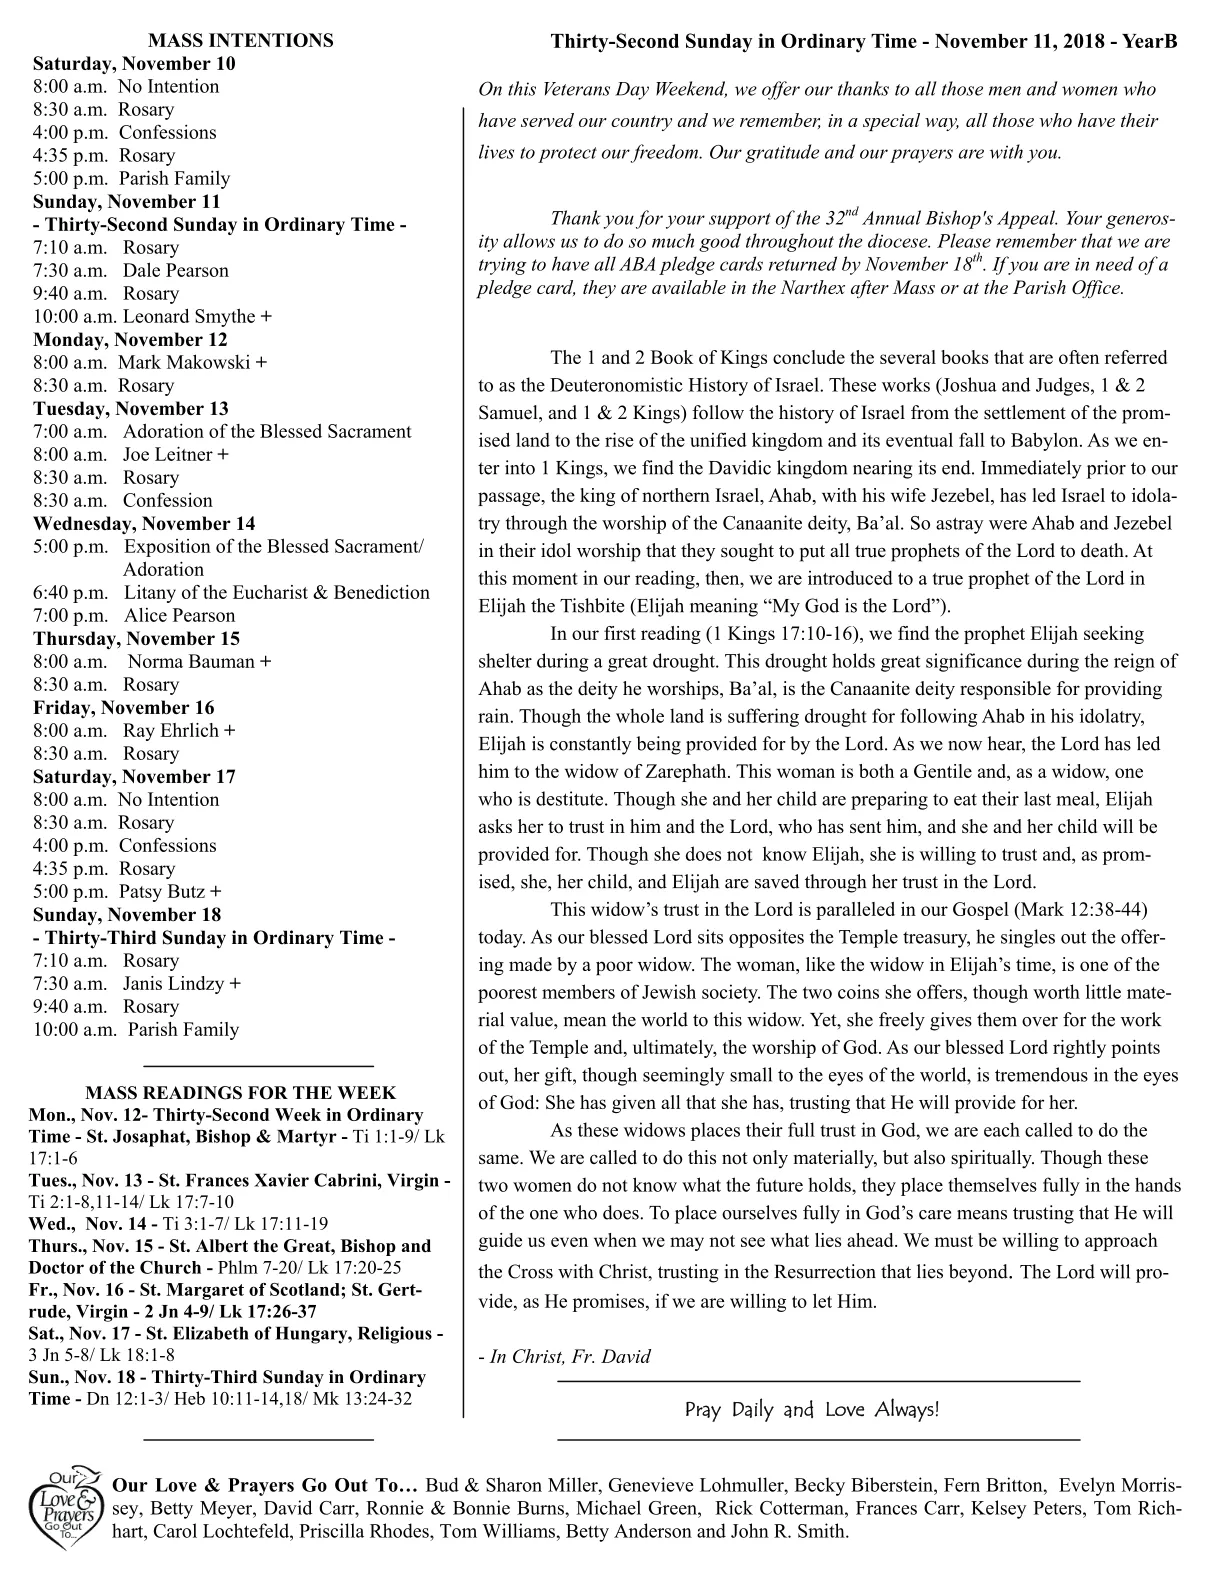 MASS INTENTIONS
Saturday, November 10
8:00 a.m. No Intention
8:30 a.m. Rosary
4:00 p.m. Confessions
4:35 p.m. Rosary
5:00 p.m. Parish Family
Sunday, November 11
- Thirty-Second Sunday in Ordinary Time -
7:10 a.m. Rosary
7:30 a.m. Dale Pearson
9:40 a.m. Rosary
10:00 a.m. Leonard Smythe +
Monday, November 12
8:00 a.m. Mark Makowski +
8:30 a.m. Rosary
Tuesday, November 13
7:00 a.m. Adoration of the Blessed Sacrament
8:00 a.m. Joe Leitner +
8:30 a.m. Rosary
8:30 a.m. Confession
Wednesday, November 14
5:00 p.m. Exposition of the Blessed Sacrament/
Adoration
6:40 p.m. Litany of the Eucharist & Benediction
7:00 p.m. Alice Pearson
Thursday, November 15
8:00 a.m. Norma Bauman +
8:30 a.m. Rosary
Friday, November 16
8:00 a.m. Ray Ehrlich +
8:30 a.m. Rosary
Saturday, November 17
8:00 a.m. No Intention
8:30 a.m. Rosary
4:00 p.m. Confessions
4:35 p.m. Rosary
5:00 p.m. Patsy Butz +
Sunday, November 18
- Thirty-Third Sunday in Ordinary Time -
7:10 a.m. Rosary
7:30 a.m. Janis Lindzy +
9:40 a.m. Rosary
10:00 a.m. Parish Family
MASS READINGS FOR THE WEEK
Mon., Nov. 12- Thirty-Second Week in Ordinary
Time - St. Josaphat, Bishop & Martyr - Ti 1:1-9/ Lk
17:1-6
Tues., Nov. 13 - St. Frances Xavier Cabrini, Virgin -
Ti 2:1-8,11-14/ Lk 17:7-10
Wed., Nov. 14 - Ti 3:1-7/ Lk 17:11-19
Thurs., Nov. 15 - St. Albert the Great, Bishop and
Doctor of the Church - Phlm 7-20/ Lk 17:20-25
Fr., Nov. 16 - St. Margaret of Scotland; St. Gert-
rude, Virgin - 2 Jn 4-9/ Lk 17:26-37
Sat., Nov. 17 - St. Elizabeth of Hungary, Religious -
3 Jn 5-8/ Lk 18:1-8
Sun., Nov. 18 - Thirty-Third Sunday in Ordinary
Time - Dn 12:1-3/ Heb 10:11-14,18/ Mk 13:24-32
Thirty-Second Sunday in Ordinary Time - November 11, 2018 - YearB
On this Veterans Day Weekend, we offer our thanks to all those men and women who
have served our country and we remember, in a special way, all those who have their
lives to protect our freedom. Our gratitude and our prayers are with you.
Thank you for your support of the 32nd Annual Bishop's Appeal. Your generos-
ity allows us to do so much good throughout the diocese. Please remember that we are
trying to have all ABA pledge cards returned by November 18th. If you are in need of a
pledge card, they are available in the Narthex after Mass or at the Parish Office.
The 1 and 2 Book of Kings conclude the several books that are often referred
to as the Deuteronomistic History of Israel. These works (Joshua and Judges, 1 & 2
Samuel, and 1 & 2 Kings) follow the history of Israel from the settlement of the prom-
ised land to the rise of the unified kingdom and its eventual fall to Babylon. As we en-
ter into 1 Kings, we find the Davidic kingdom nearing its end. Immediately prior to our
passage, the king of northern Israel, Ahab, with his wife Jezebel, has led Israel to idola-
try through the worship of the Canaanite deity, Ba’al. So astray were Ahab and Jezebel
in their idol worship that they sought to put all true prophets of the Lord to death. At
this moment in our reading, then, we are introduced to a true prophet of the Lord in
Elijah the Tishbite (Elijah meaning “My God is the Lord”).
In our first reading (1 Kings 17:10-16), we find the prophet Elijah seeking
shelter during a great drought. This drought holds great significance during the reign of
Ahab as the deity he worships, Ba’al, is the Canaanite deity responsible for providing
rain. Though the whole land is suffering drought for following Ahab in his idolatry,
Elijah is constantly being provided for by the Lord. As we now hear, the Lord has led
him to the widow of Zarephath. This woman is both a Gentile and, as a widow, one
who is destitute. Though she and her child are preparing to eat their last meal, Elijah
asks her to trust in him and the Lord, who has sent him, and she and her child will be
provided for. Though she does not know Elijah, she is willing to trust and, as prom-
ised, she, her child, and Elijah are saved through her trust in the Lord.
This widow’s trust in the Lord is paralleled in our Gospel (Mark 12:38-44)
today. As our blessed Lord sits opposites the Temple treasury, he singles out the offer-
ing made by a poor widow. The woman, like the widow in Elijah’s time, is one of the
poorest members of Jewish society. The two coins she offers, though worth little mate-
rial value, mean the world to this widow. Yet, she freely gives them over for the work
of the Temple and, ultimately, the worship of God. As our blessed Lord rightly points
out, her gift, though seemingly small to the eyes of the world, is tremendous in the eyes
of God: She has given all that she has, trusting that He will provide for her.
As these widows places their full trust in God, we are each called to do the
same. We are called to do this not only materially, but also spiritually. Though these
two women do not know what the future holds, they place themselves fully in the hands
of the one who does. To place ourselves fully in God’s care means trusting that He will
guide us even when we may not see what lies ahead. We must be willing to approach
the Cross with Christ, trusting in the Resurrection that lies beyond. The Lord will pro-
vide, as He promises, if we are willing to let Him.
- In Christ, Fr. David
Pray Daily and Love Always!
Our
Love &
Prayers
Go Out
To...
Our Love & Prayers Go Out To… Bud & Sharon Miller, Genevieve Lohmuller, Becky Biberstein, Fern Britton, Evelyn Morris-
sey, Betty Meyer, David Carr, Ronnie & Bonnie Burns, Michael Green, Rick Cotterman, Frances Carr, Kelsey Peters, Tom Rich-
hart, Carol Lochtefeld, Priscilla Rhodes, Tom Williams, Betty Anderson and John R. Smith.